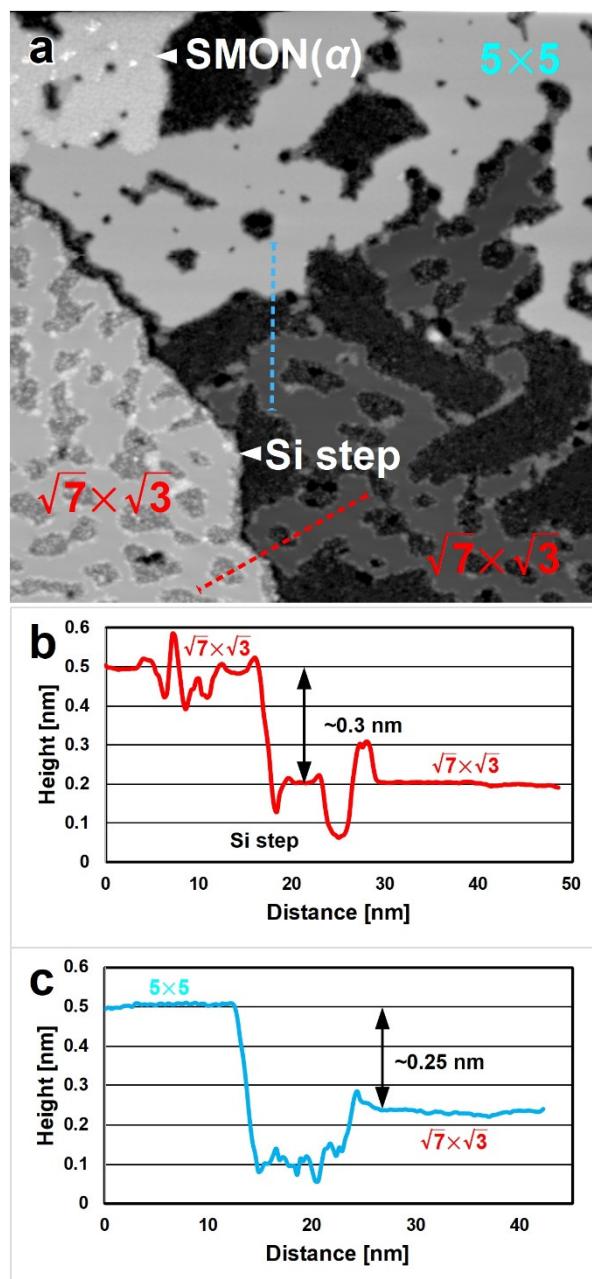 a
SMON(α)
5×5
Si step
√7×√3
√7×√3
b
0.6
0.5
0.4
0.3
0.2
0.1
0
√7×√3
~0.3 nm
√7×√3
Si step
Height [nm]
0 10 20 30 40 50
Distance [nm]
c
0.6
0.5
0.4
0.3
0.2
0.1
0
5×5
~0.25 nm
√7×√3
Height [nm]
0 10 20 30 40
Distance [nm]